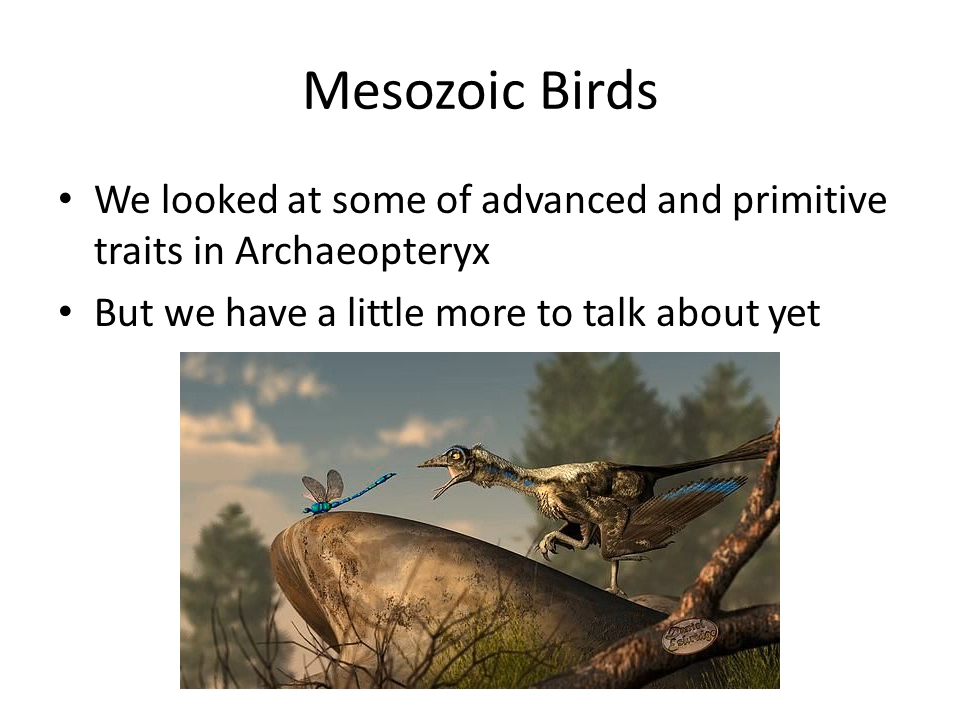 Mesozoic Birds
• We looked at some of advanced and primitive
traits in Archaeopteryx
• But we have a little more to talk about yet